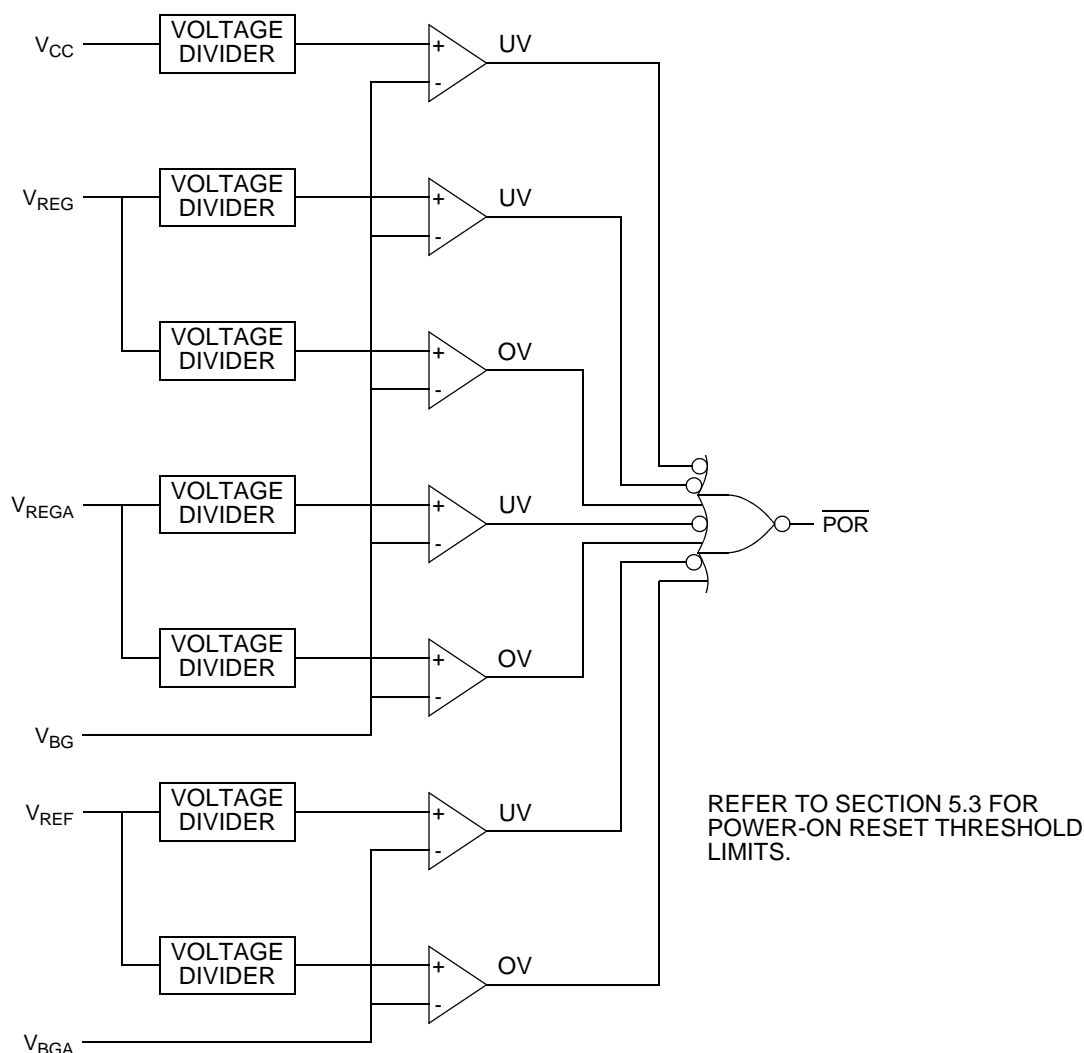 VCC
VOLTAGE
DIVIDER
+
-
UV
VREG
VOLTAGE
DIVIDER
+
-
UV
VOLTAGE
DIVIDER
+
-
OV
VREGA
VOLTAGE
DIVIDER
+
-
UV
POR
VOLTAGE
DIVIDER
+
-
OV
VBG
VREF
VOLTAGE
DIVIDER
+
-
UV
REFER TO SECTION 5.3 FOR
POWER-ON RESET THRESHOLD
LIMITS.
VOLTAGE
DIVIDER
+
-
OV
VBGA